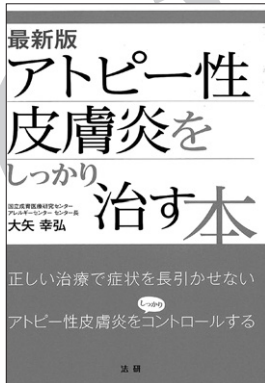 最新版
アトピー性
皮膚炎を
しっかり
治す本
国立成育医療研究センター
アレルギーセンター センター長
大矢 幸弘
正しい治療で症状を長引かせない
しっかり
アトピー性皮膚炎をコントロールする
法研